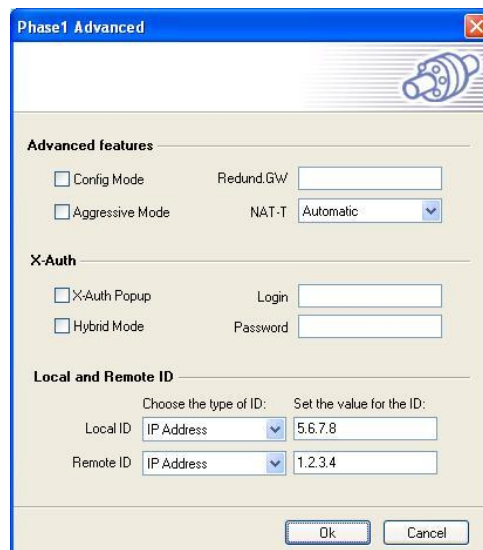 Phase1 Advanced
Advanced features
Config Mode Redund.GW
Aggressive Mode NAT-T Automatic
X-Auth
X-Auth Popup Login
Hybrid Mode Password
Local and Remote ID
Choose the type of ID: Set the value for the ID:
Local ID IP Address 5.6.7.8
Remote ID IP Address 1.2.3.4
Ok Cancel